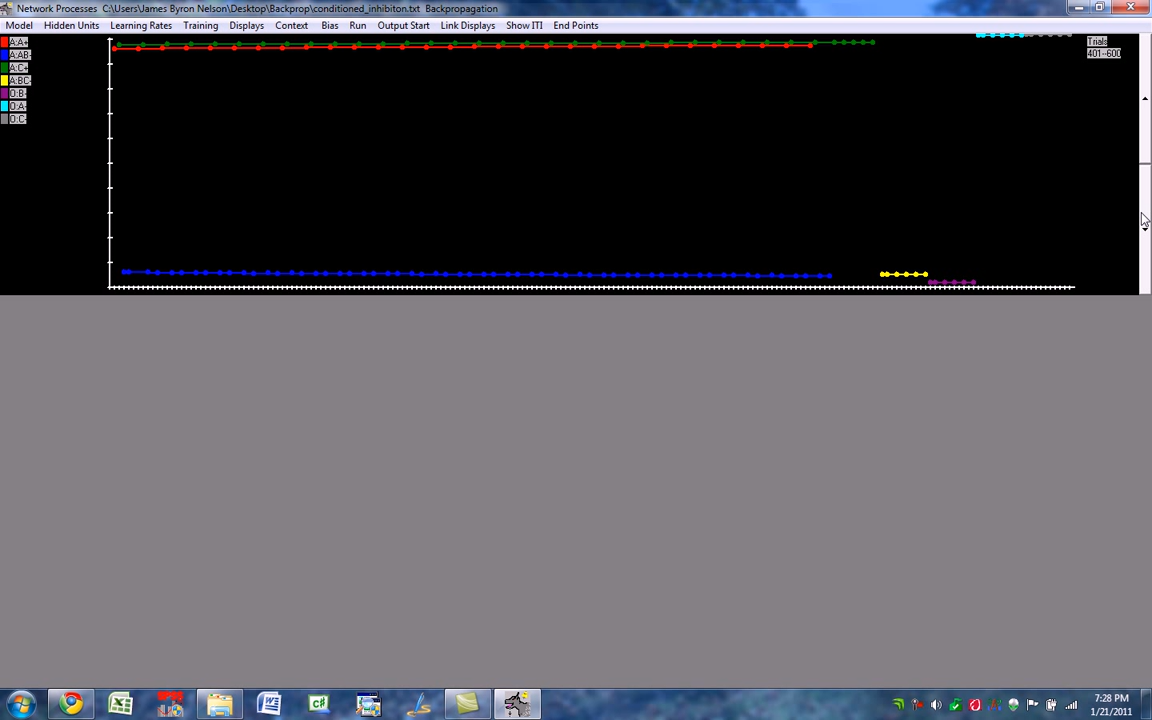 Network Processes  C:\Users\James Byron Nelson\Desktop\Backprop\conditioned_inhibiton.txt  Backpropagation
Model Hidden Units Learning Rates Training Displays Context Bias Run Output Start Link Displays Show ITI End Points
A:A+
A:AB-
A:C+
A:BC-
O:B-
O:A-
O:C-
Trials
401--600
SPSS
C#
W
7:28 PM
1/21/2011